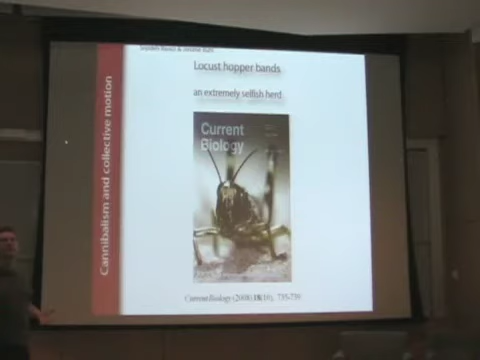 Locust hopper bands
an extremely selfish herd
Current
Biology
Cannibalism and collective motion
Current Biology (2008) 18(10), 735-739